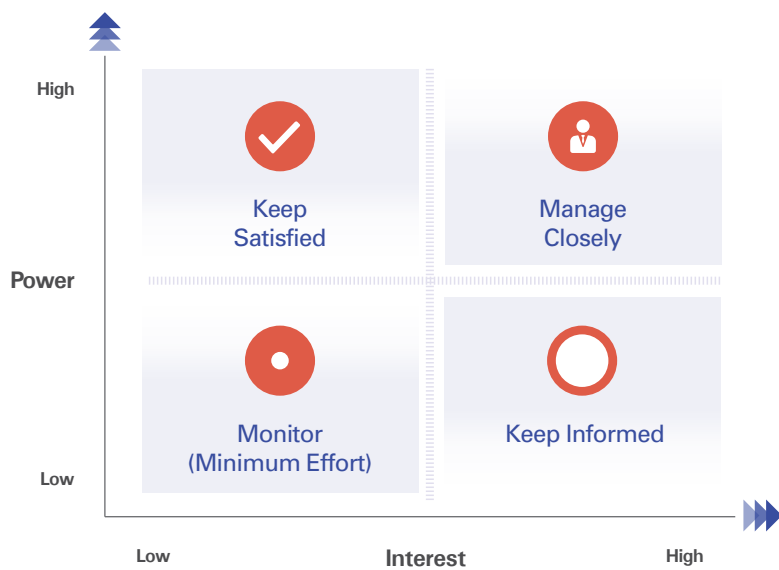 High
Keep
Satisfied
Manage
Closely
Power
Monitor
(Minimum Effort)
Keep Informed
Low
Low
Interest
High